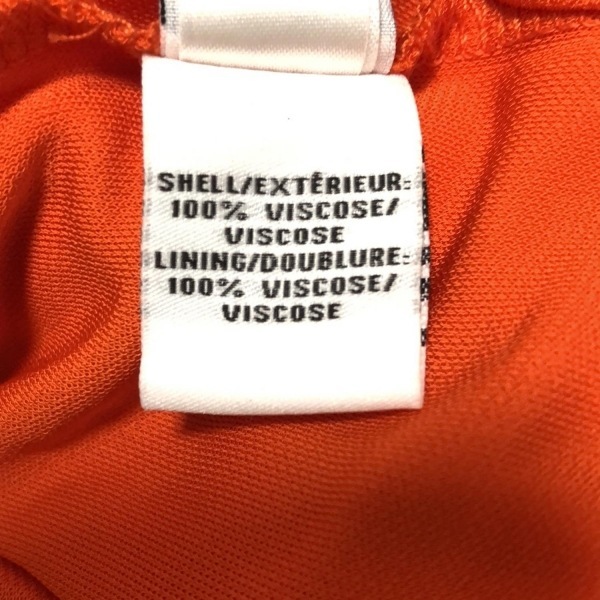 SHELL/EXTÉRIEUR:
100% VISCOSE/
VISCOSE
LINING/DOUBLURE:
100% VISCOSE/
VISCOSE